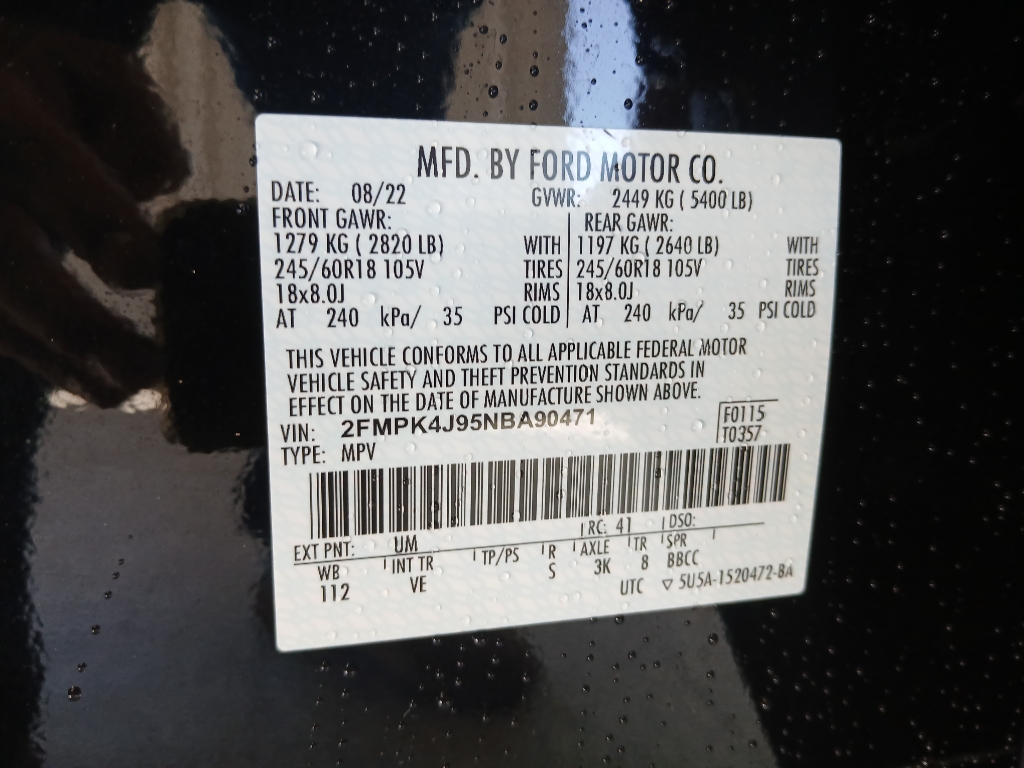 MFD. BY FORD MOTOR CO.
DATE: 08/22 GVWR: 2449 KG ( 5400 LB)
FRONT GAWR: REAR GAWR:
1279 KG ( 2820 LB) WITH 1197 KG ( 2640 LB) WITH
245/60R18 105V TIRES 245/60R18 105V TIRES
18x8.0J RIMS 18x8.0J RIMS
AT 240 kPa/ 35 PSI COLD AT 240 kPa/ 35 PSI COLD
THIS VEHICLE CONFORMS TO ALL APPLICABLE FEDERAL MOTOR
VEHICLE SAFETY AND THEFT PREVENTION STANDARDS IN
EFFECT ON THE DATE OF MANUFACTURE SHOWN ABOVE.
VIN: 2FMPK4J95NBA90471 F0115
TYPE: MPV T0357
EXT PNT: UM RC: 41 DSO:
WB INT TR TP/PS R AXLE TR SPR
112 VE S 3K 8 BBCC
UTC ▽ 5U5A-1520472-BA